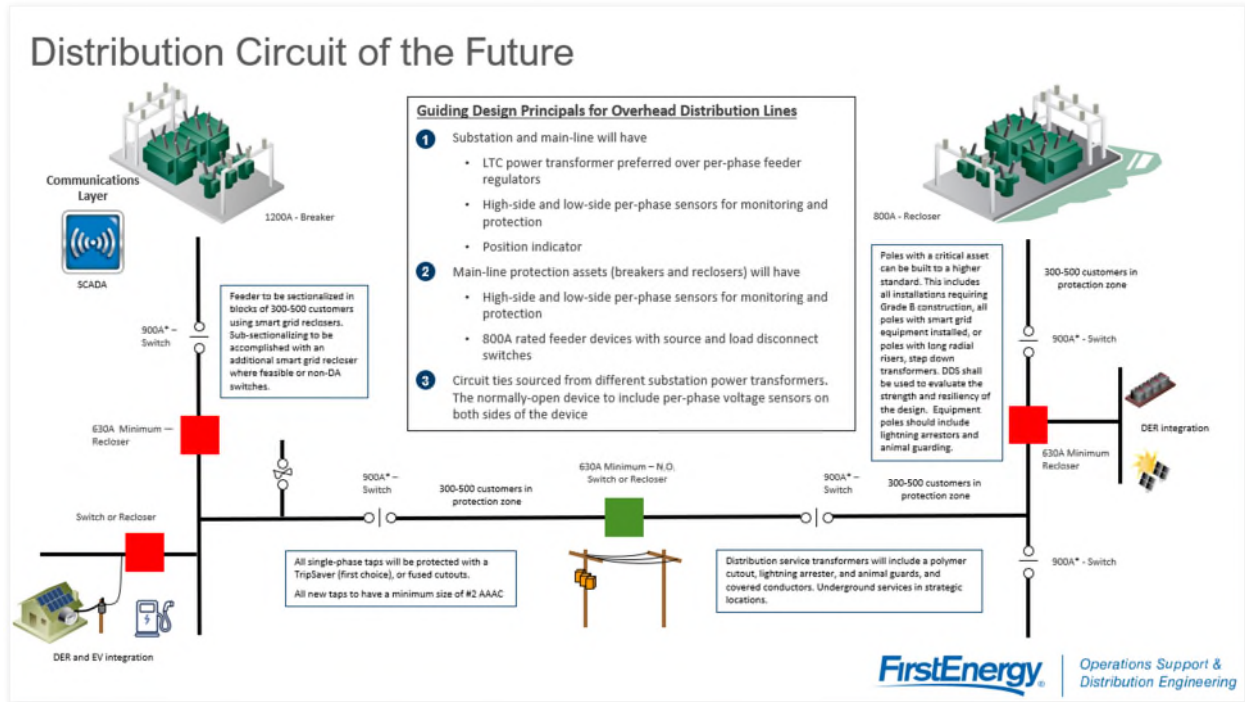 Distribution Circuit of the Future
Communications
Layer
SCADA
1200A - Breaker
Guiding Design Principals for Overhead Distribution Lines
1 Substation and main-line will have
• LTC power transformer preferred over per-phase feeder
regulators
• High-side and low-side per-phase sensors for monitoring and
protection
• Position indicator
2 Main-line protection assets (breakers and reclosers) will have
• High-side and low-side per-phase sensors for monitoring and
protection
• 800A rated feeder devices with source and load disconnect
switches
3 Circuit ties sourced from different substation power transformers.
The normally-open device to include per-phase voltage sensors on
both sides of the device
800A - Recloser
Feeder to be sectionalized in
blocks of 300-500 customers
using smart grid reclosers.
Sub-sectionalizing to be
accomplished with an
additional smart grid recloser
where feasible or non-DA
switches.
900A* –
Switch
630A Minimum —
Recloser
Poles with a critical asset
can be built to a higher
standard. This includes
all installations requiring
Grade B construction, all
poles with smart grid
equipment installed, or
poles with long radial
risers, step down
transformers. DDS shall
be used to evaluate the
strength and resiliency of
the design. Equipment
poles should include
lightning arrestors and
animal guarding.
300-500 customers in
protection zone
900A* - Switch
DER integration
630A Minimum
Recloser
900A* –
Switch
300-500 customers in
protection zone
630A Minimum – N.O.
Switch or Recloser
900A* –
Switch
300-500 customers in
protection zone
Switch or Recloser
All single-phase taps will be protected with a
TripSaver (first choice), or fused cutouts.
All new taps to have a minimum size of #2 AAAC
Distribution service transformers will include a polymer
cutout, lightning arrester, and animal guards, and
covered conductors. Underground services in strategic
locations.
900A* - Switch
DER and EV integration
FirstEnergy®
Operations Support &
Distribution Engineering